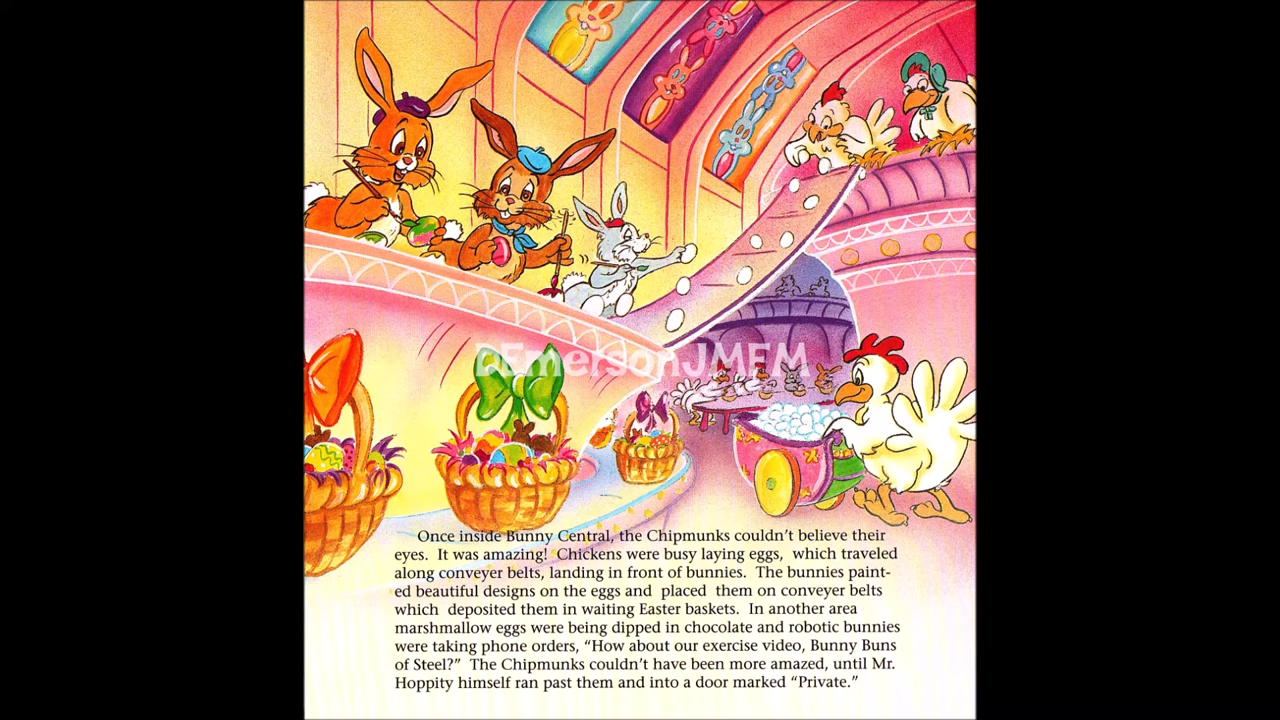 DEmersonJMFM
Once inside Bunny Central, the Chipmunks couldn't believe their
eyes. It was amazing! Chickens were busy laying eggs, which traveled
along conveyer belts, landing in front of bunnies. The bunnies paint-
ed beautiful designs on the eggs and placed them on conveyer belts
which deposited them in waiting Easter baskets. In another area
marshmallow eggs were being dipped in chocolate and robotic bunnies
were taking phone orders, "How about our exercise video, Bunny Buns
of Steel?" The Chipmunks couldn't have been more amazed, until Mr.
Hoppity himself ran past them and into a door marked "Private."